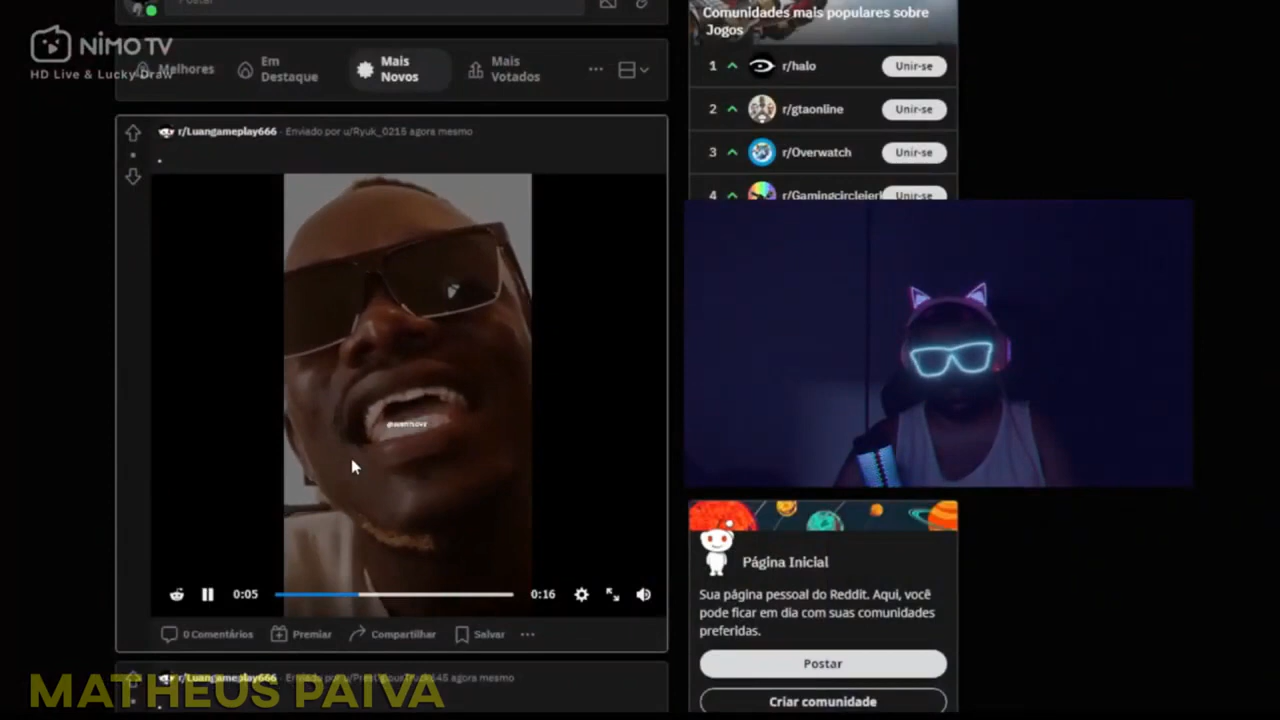 Postar
NIMO TV
HD Live & Lucky Draw
Melhores
Em
Destaque
Mais
Novos
Mais
Votados
r/Luangameplay666 · Enviado por u/Ryuk_0215 agora mesmo
.
0:05
0:16
0 Comentários
Premiar
Compartilhar
Salvar
r/Luangameplay666
agora mesmo
MATHEUS PAIVA
Comunidades mais populares sobre
Jogos
1 r/halo Unir-se
2 r/gtaonline Unir-se
3 r/Overwatch Unir-se
4 Unir-se
Página Inicial
Sua página pessoal do Reddit. Aqui, você
pode ficar em dia com suas comunidades
preferidas.
Postar
Criar comunidade